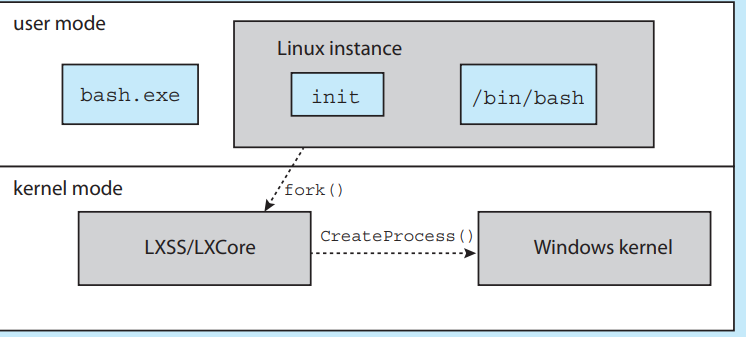 user mode
Linux instance
bash.exe
init
/bin/bash
kernel mode
fork()
LXSS/LXCore
CreateProcess()
Windows kernel